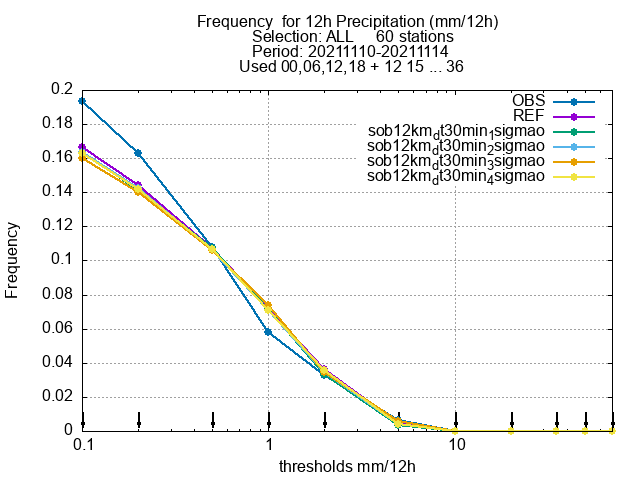 Frequency  for 12h Precipitation (mm/12h)
Selection: ALL     60 stations
Period: 20211110-20211114
Used 00,06,12,18 + 12 15 ... 36
0.2
0.18
0.16
0.14
0.12
0.1
0.08
0.06
0.04
0.02
0
Frequency
OBS
REF
sob12km_dt30min_1sigmao
sob12km_dt30min_2sigmao
sob12km_dt30min_3sigmao
sob12km_dt30min_4sigmao
0.1 1 10
thresholds mm/12h